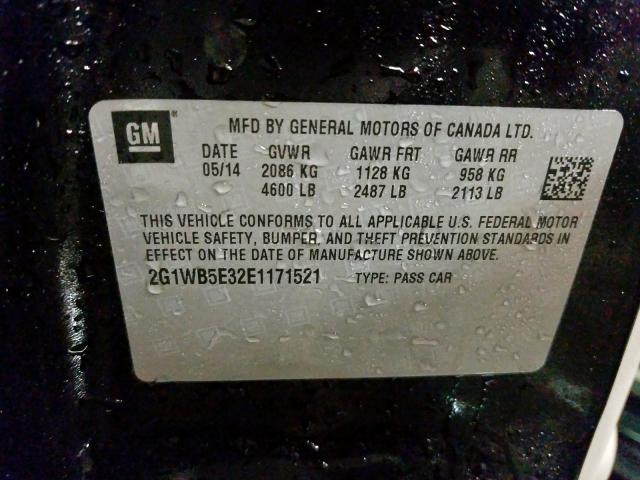 GM®
MFD BY GENERAL MOTORS OF CANADA LTD.
DATE GVWR GAWR FRT GAWR RR
05/14 2086 KG 1128 KG 958 KG
4600 LB 2487 LB 2113 LB
THIS VEHICLE CONFORMS TO ALL APPLICABLE U.S. FEDERAL MOTOR
VEHICLE SAFETY, BUMPER, AND THEFT PREVENTION STANDARDS IN
EFFECT ON THE DATE OF MANUFACTURE SHOWN ABOVE.
2G1WB5E32E1171521 TYPE: PASS CAR